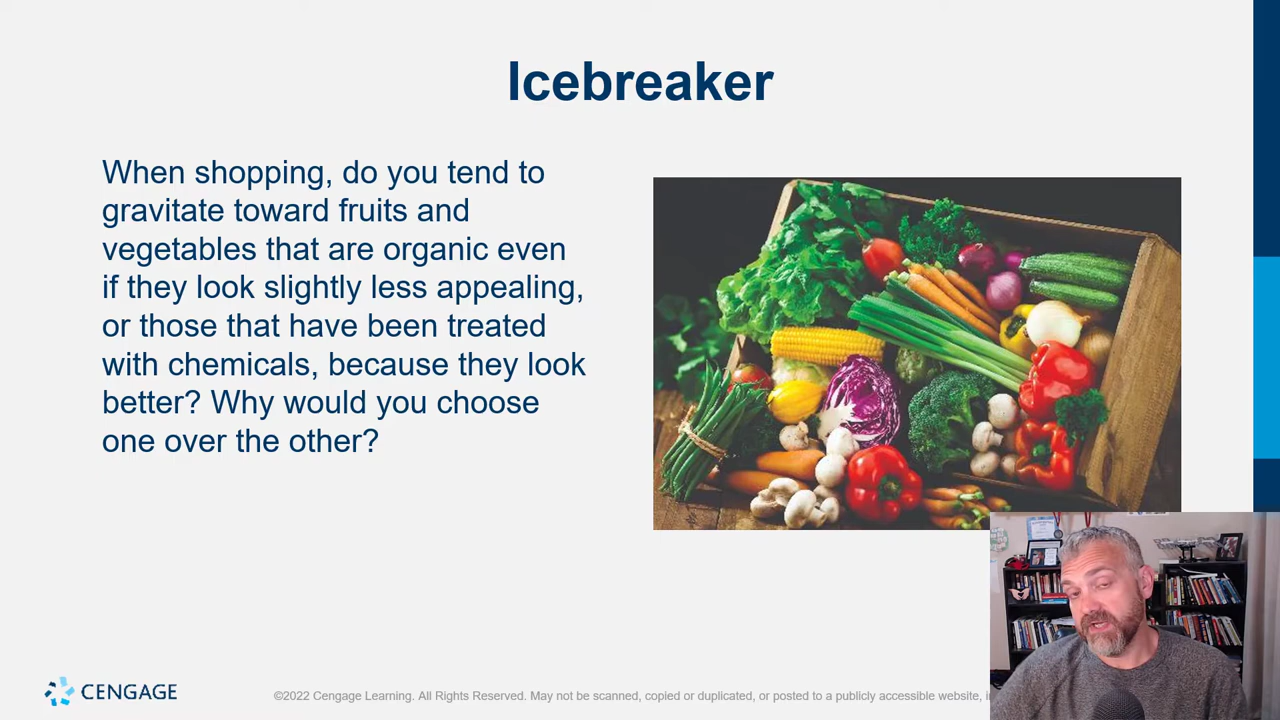 Icebreaker
When shopping, do you tend to
gravitate toward fruits and
vegetables that are organic even
if they look slightly less appealing,
or those that have been treated
with chemicals, because they look
better? Why would you choose
one over the other?
CENGAGE
©2022 Cengage Learning. All Rights Reserved. May not be scanned, copied or duplicated, or posted to a publicly accessible website,